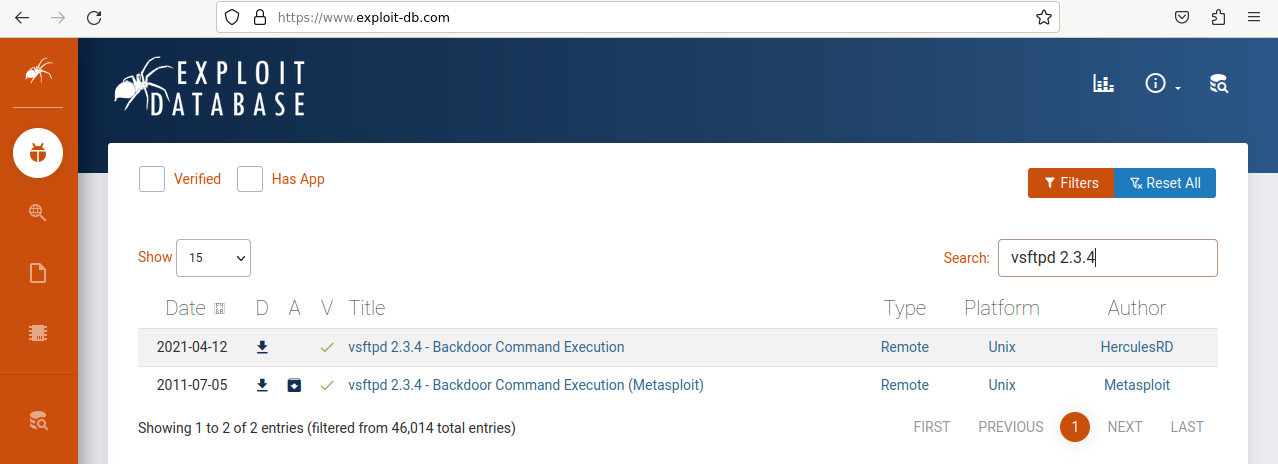 https://www.exploit-db.com
EXPLOIT
DATABASE
Verified Has App
Filters Reset All
Show 15 Search: vsftpd 2.3.4
Date D A V Title Type Platform Author
2021-04-12 vsftpd 2.3.4 - Backdoor Command Execution Remote Unix HerculesRD
2011-07-05 vsftpd 2.3.4 - Backdoor Command Execution (Metasploit) Remote Unix Metasploit
Showing 1 to 2 of 2 entries (filtered from 46,014 total entries) FIRST PREVIOUS 1 NEXT LAST